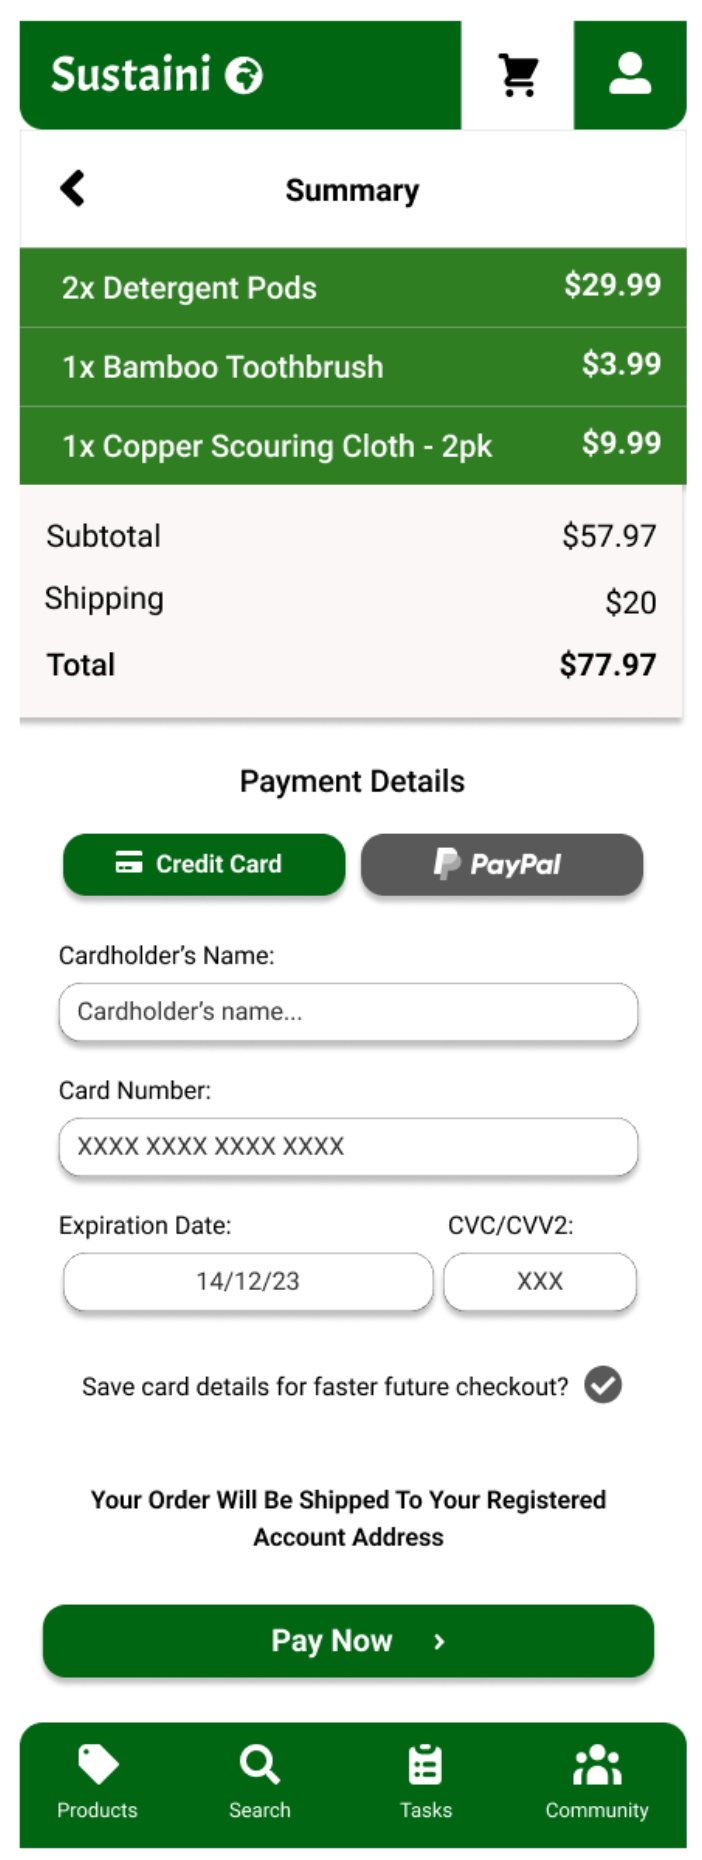 Sustaini
Summary
2x Detergent Pods $29.99
1x Bamboo Toothbrush $3.99
1x Copper Scouring Cloth - 2pk $9.99
Subtotal $57.97
Shipping $20
Total $77.97
Payment Details
Credit Card PayPal
Cardholder’s Name:
Cardholder’s name...
Card Number:
XXXX XXXX XXXX XXXX
Expiration Date: CVC/CVV2:
14/12/23 XXX
Save card details for faster future checkout?
Your Order Will Be Shipped To Your Registered
Account Address
Pay Now
Products Search Tasks Community